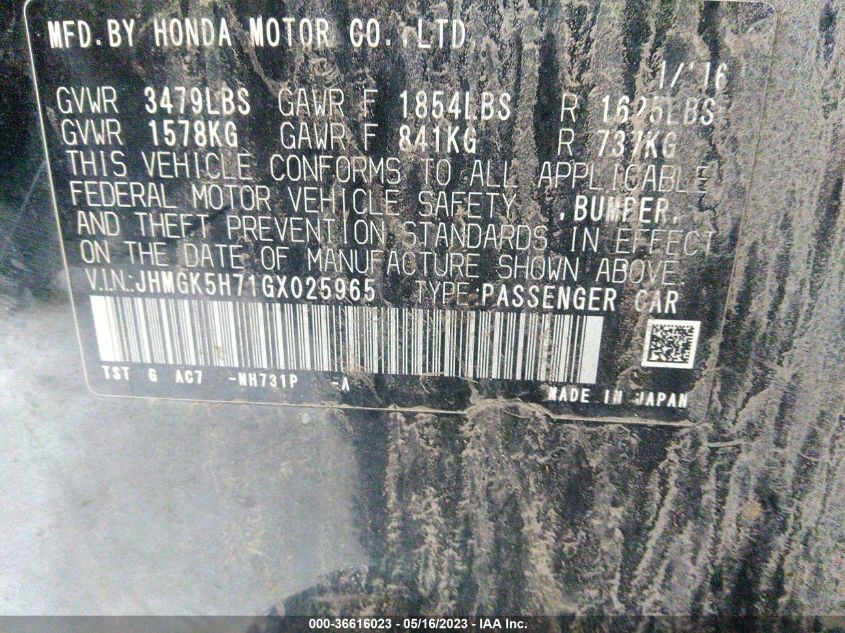 MFD.BY HONDA MOTOR CO.,LTD
1/'16
GVWR 3479LBS GAWR F 1854LBS R 1625LBS
GVWR 1578KG GAWR F 841KG R 737KG
THIS VEHICLE CONFORMS TO ALL APPLICABLE
FEDERAL MOTOR VEHICLE SAFETY ,BUMPER,
AND THEFT PREVENTION STANDARDS IN EFFECT
ON THE DATE OF MANUFACTURE SHOWN ABOVE
V.I.N:JHMGK5H71GX025965 TYPE:PASSENGER CAR
TST G AC7 -NH731P -A
MADE IN JAPAN
000-36616023 - 05/16/2023 - IAA Inc.